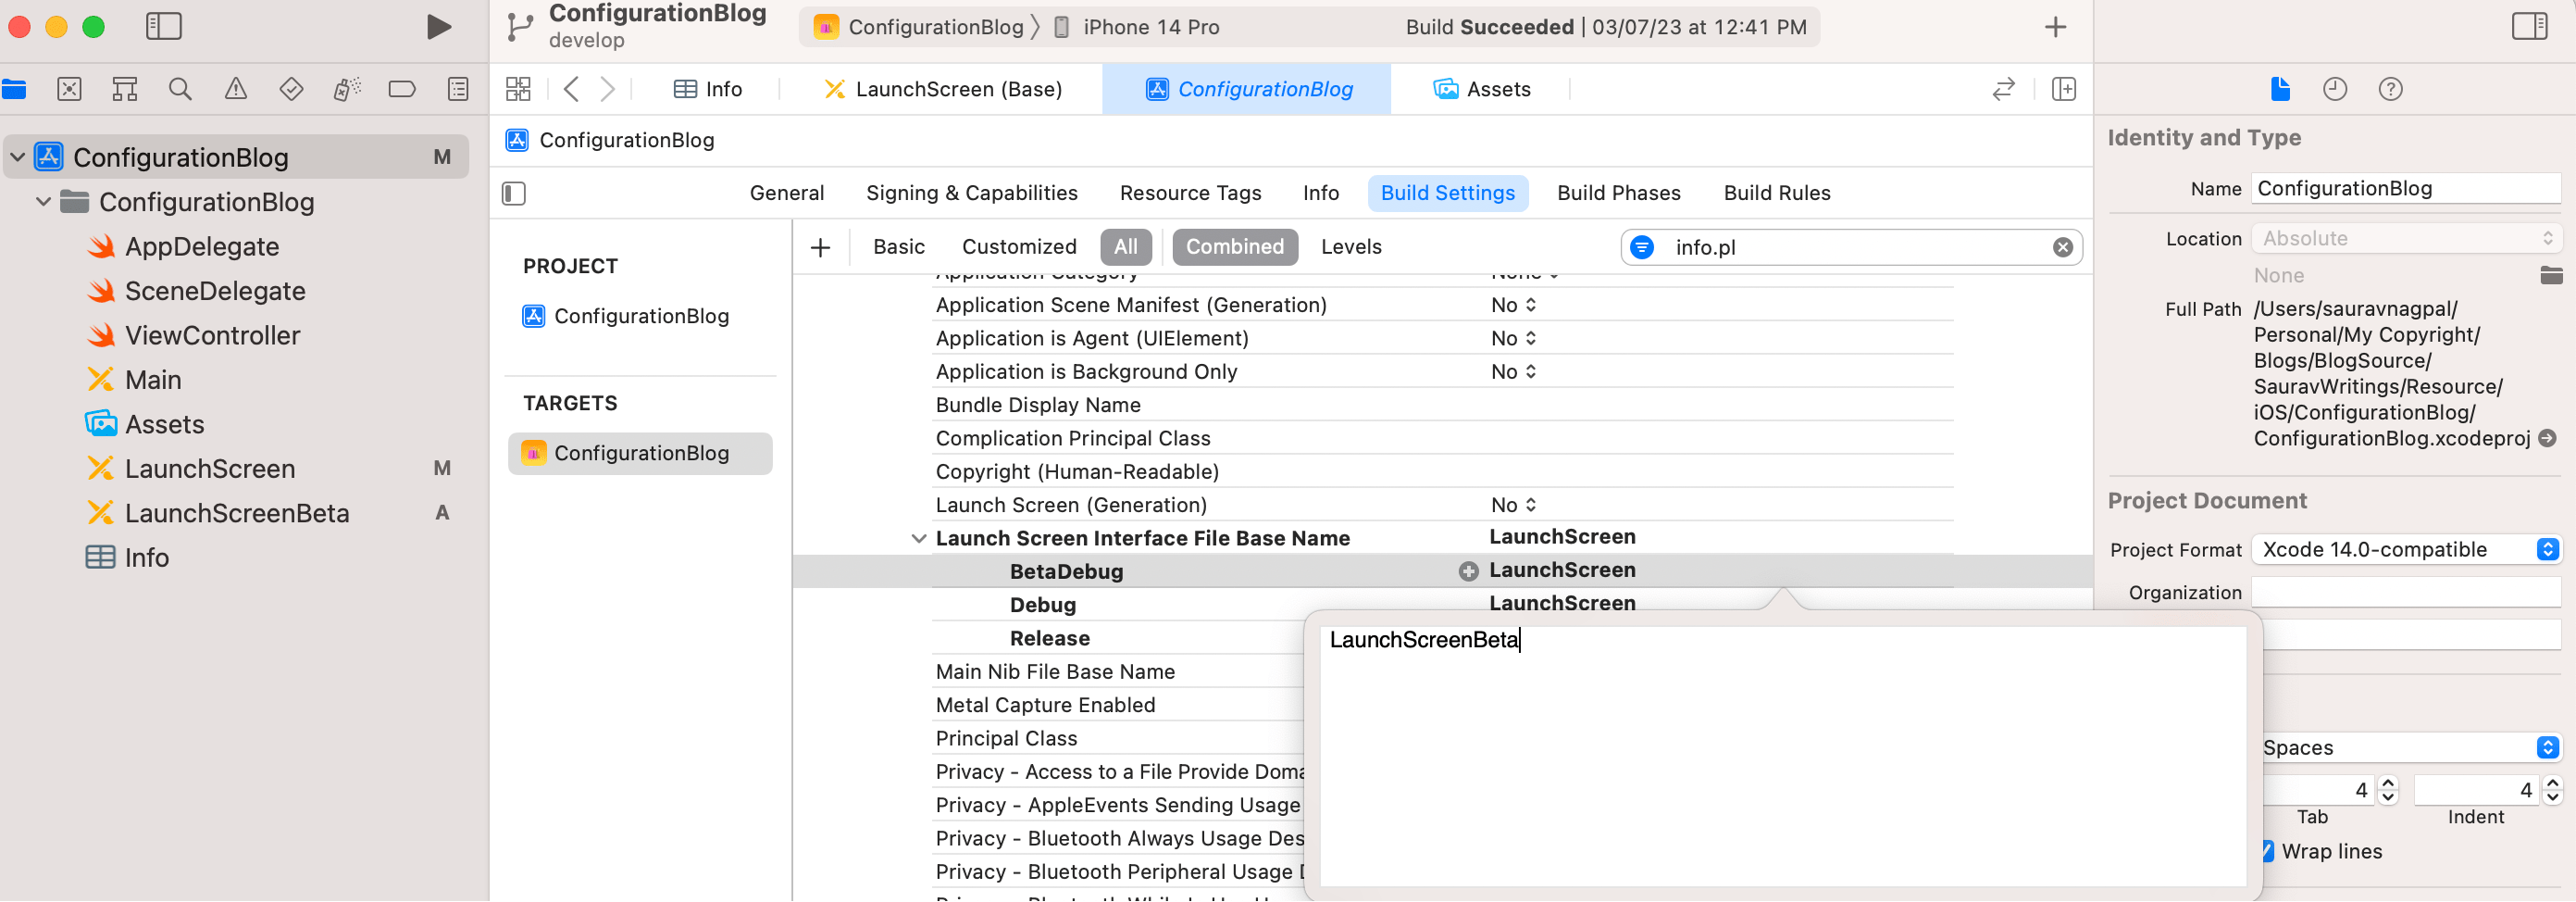 ConfigurationBlog
develop
ConfigurationBlog
iPhone 14 Pro
Build Succeeded | 03/07/23 at 12:41 PM
Info
LaunchScreen (Base)
ConfigurationBlog
Assets
ConfigurationBlog M
ConfigurationBlog
AppDelegate
SceneDelegate
ViewController
Main
Assets
LaunchScreen M
LaunchScreenBeta A
Info
ConfigurationBlog
General
Signing & Capabilities
Resource Tags
Info
Build Settings
Build Phases
Build Rules
PROJECT
ConfigurationBlog
TARGETS
ConfigurationBlog
Basic
Customized
All
Combined
Levels
info.pl
Application Category None
Application Scene Manifest (Generation) No
Application is Agent (UIElement) No
Application is Background Only No
Bundle Display Name
Complication Principal Class
Copyright (Human-Readable)
Launch Screen (Generation) No
Launch Screen Interface File Base Name LaunchScreen
BetaDebug LaunchScreen
Debug LaunchScreen
Release
Main Nib File Base Name
Metal Capture Enabled
Principal Class
Privacy - Access to a File Provide Doma
Privacy - AppleEvents Sending Usage
Privacy - Bluetooth Always Usage Des
Privacy - Bluetooth Peripheral Usage D
LaunchScreenBeta
Identity and Type
Name ConfigurationBlog
Location Absolute
None
Full Path /Users/sauravnagpal/
Personal/My Copyright/
Blogs/BlogSource/
SauravWritings/Resource/
iOS/ConfigurationBlog/
ConfigurationBlog.xcodeproj
Project Document
Project Format Xcode 14.0-compatible
Organization
Spaces
4 4
Tab Indent
Wrap lines